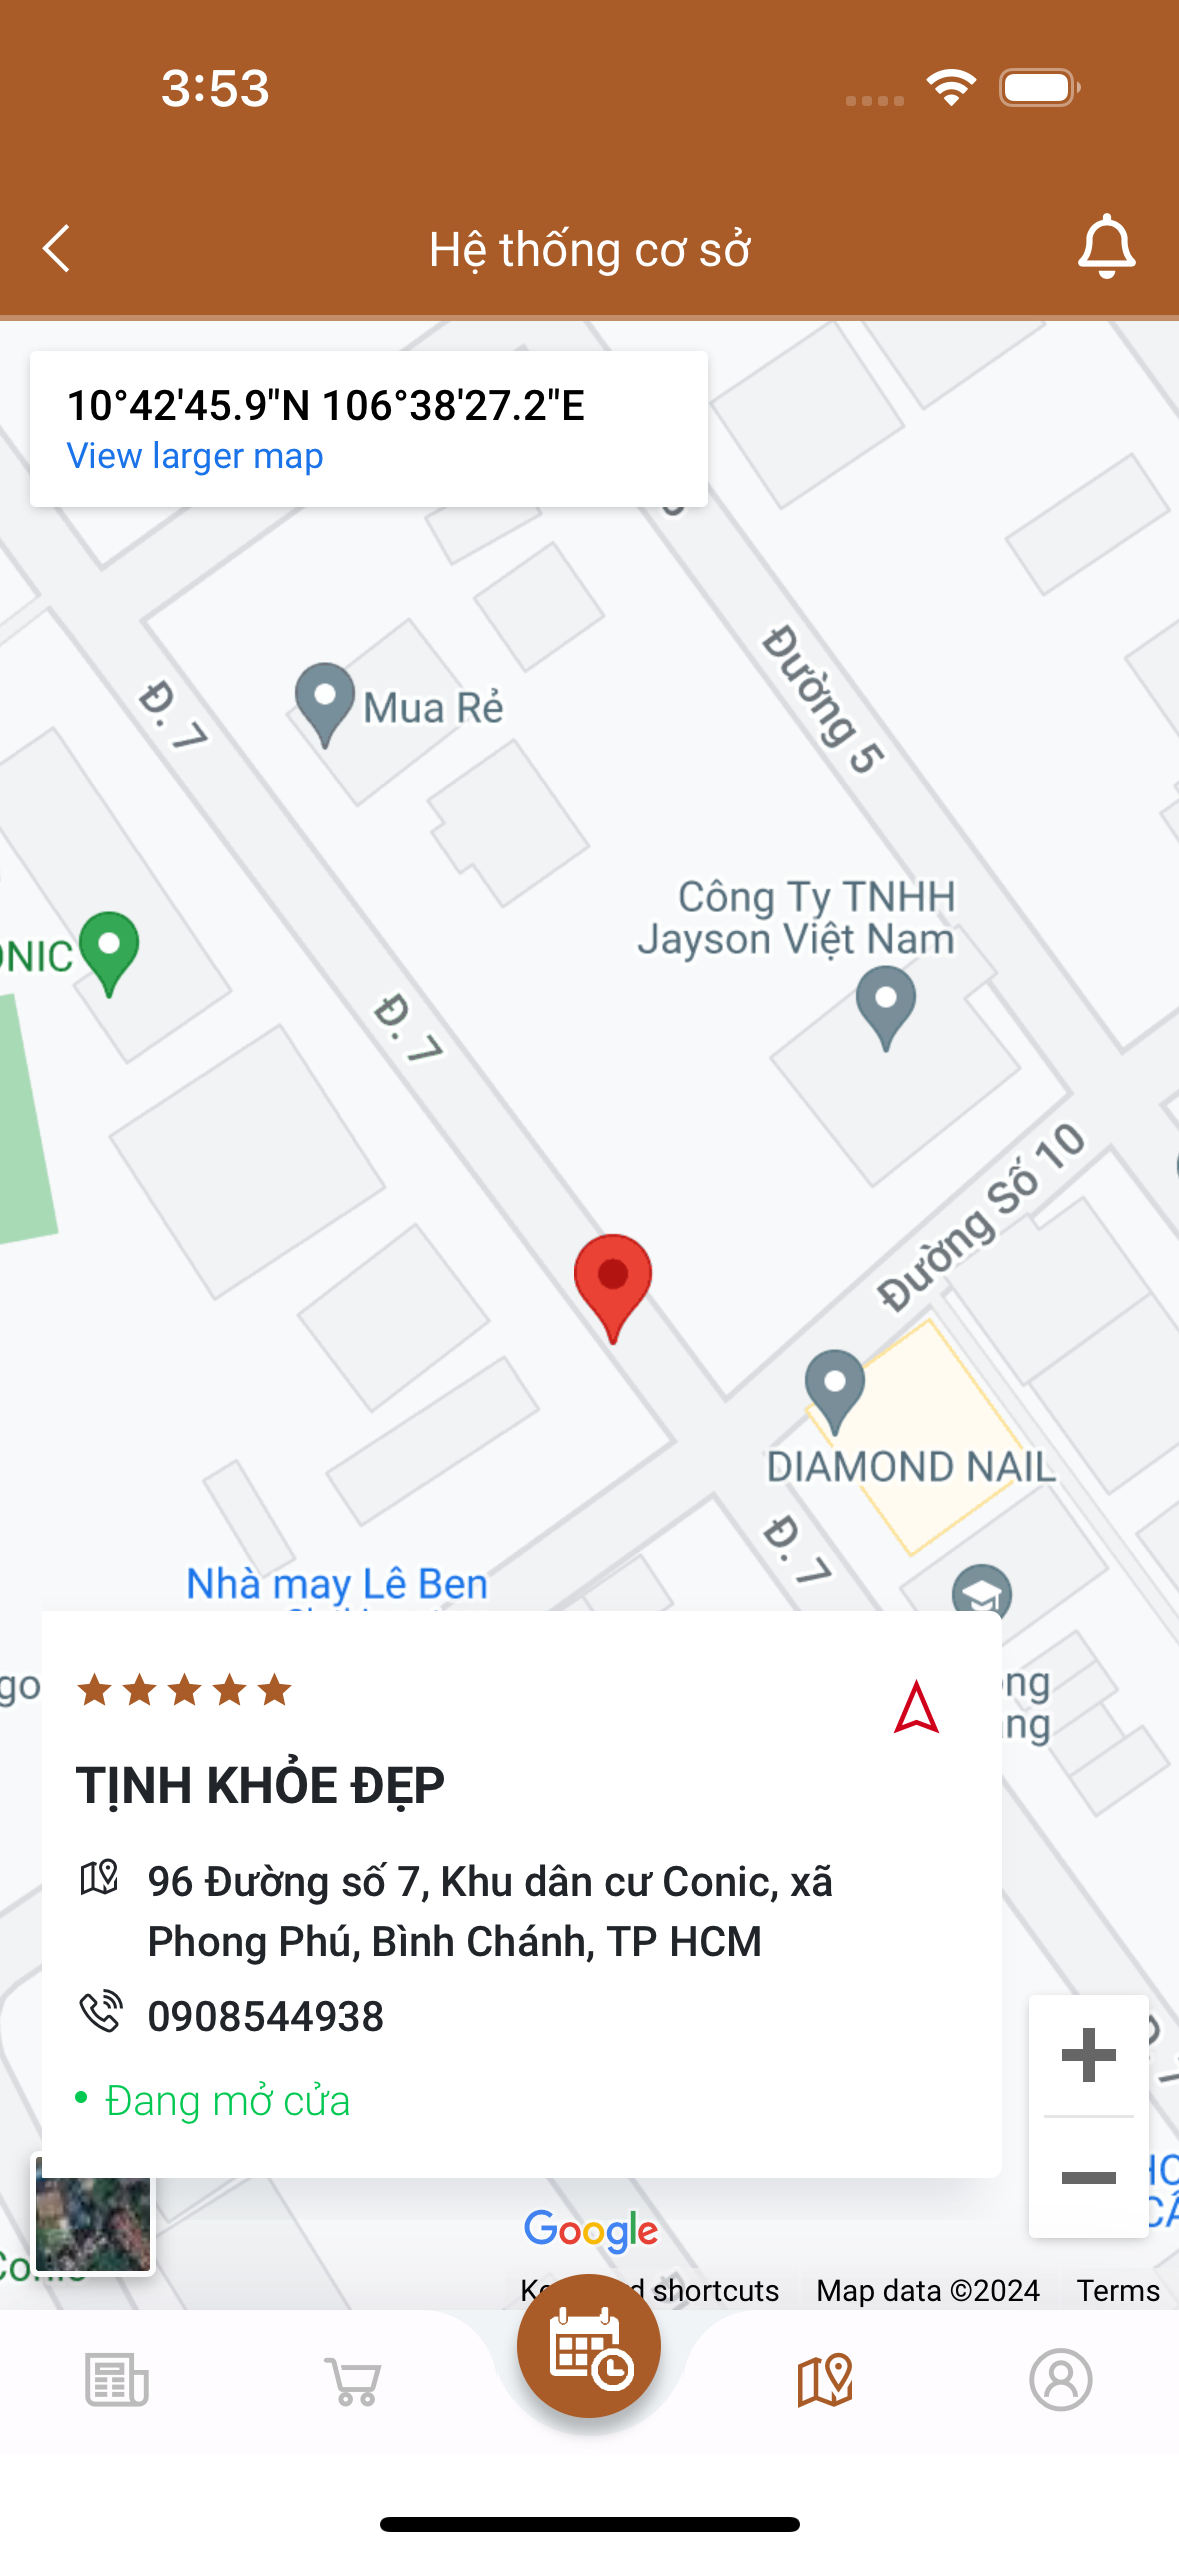 3:53
Hệ thống cơ sở
10°42'45.9"N 106°38'27.2"E
View larger map
Đường 5
Đ. 7
Mua Rẻ
Công Ty TNHH
Jayson Việt Nam
ONIC
Đ. 7
Đường Số 10
DIAMOND NAIL
Đ. 7
Nhà may Lê Ben
TỊNH KHỎE ĐẸP
96 Đường số 7, Khu dân cư Conic, xã
Phong Phú, Bình Chánh, TP HCM
0908544938
Đang mở cửa
Google
shortcuts
Map data ©2024
Terms